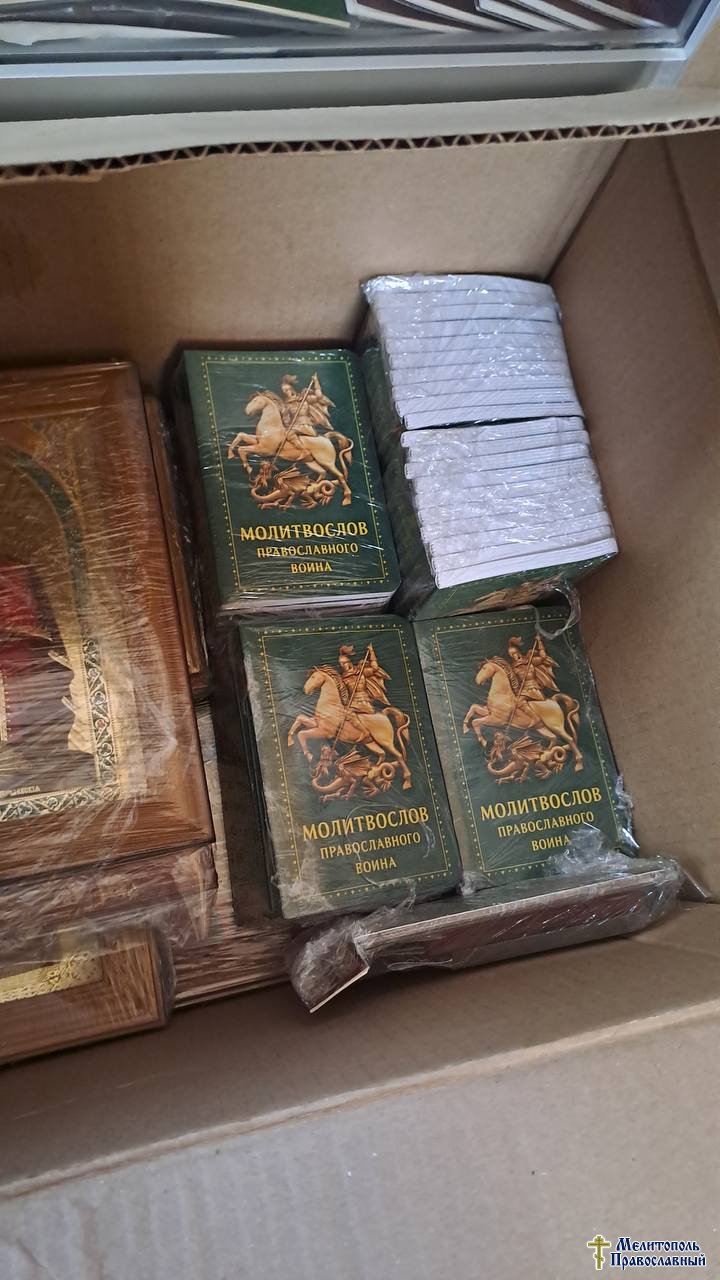 МОЛИТВОСЛОВ
ПРАВОСЛАВНОГО
ВОИНА
МОЛИТВОСЛОВ
ПРАВОСЛАВНОГО
ВОИНА
МОЛИТВОСЛОВ
ПРАВОСЛАВНОГО
ВОИНА
Мелитополь
Православный